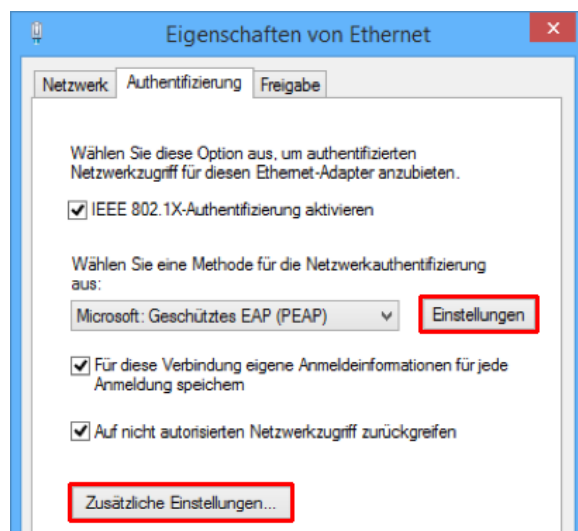 Eigenschaften von Ethernet
Netzwerk Authentifizierung Freigabe
Wählen Sie diese Option aus, um authentifizierten
Netzwerkzugriff für diesen Ethernet-Adapter anzubieten.
IEEE 802.1X-Authentifizierung aktivieren
Wählen Sie eine Methode für die Netzwerkauthentifizierung
aus:
Microsoft: Geschütztes EAP (PEAP) Einstellungen
Für diese Verbindung eigene Anmeldeinformationen für jede
Anmeldung speichern
Auf nicht autorisierten Netzwerkzugriff zurückgreifen
Zusätzliche Einstellungen...